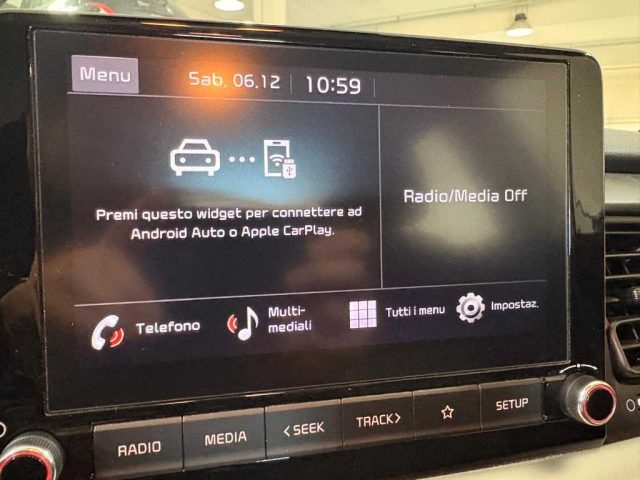 Menu
Sab. 06.12
10:59
Premi questo widget per connettere ad
Android Auto o Apple CarPlay.
Radio/Media Off
Telefono
Multi-
mediali
Tutti i menu
Impostaz.
RADIO
MEDIA
<SEEK
TRACK>
SETUP